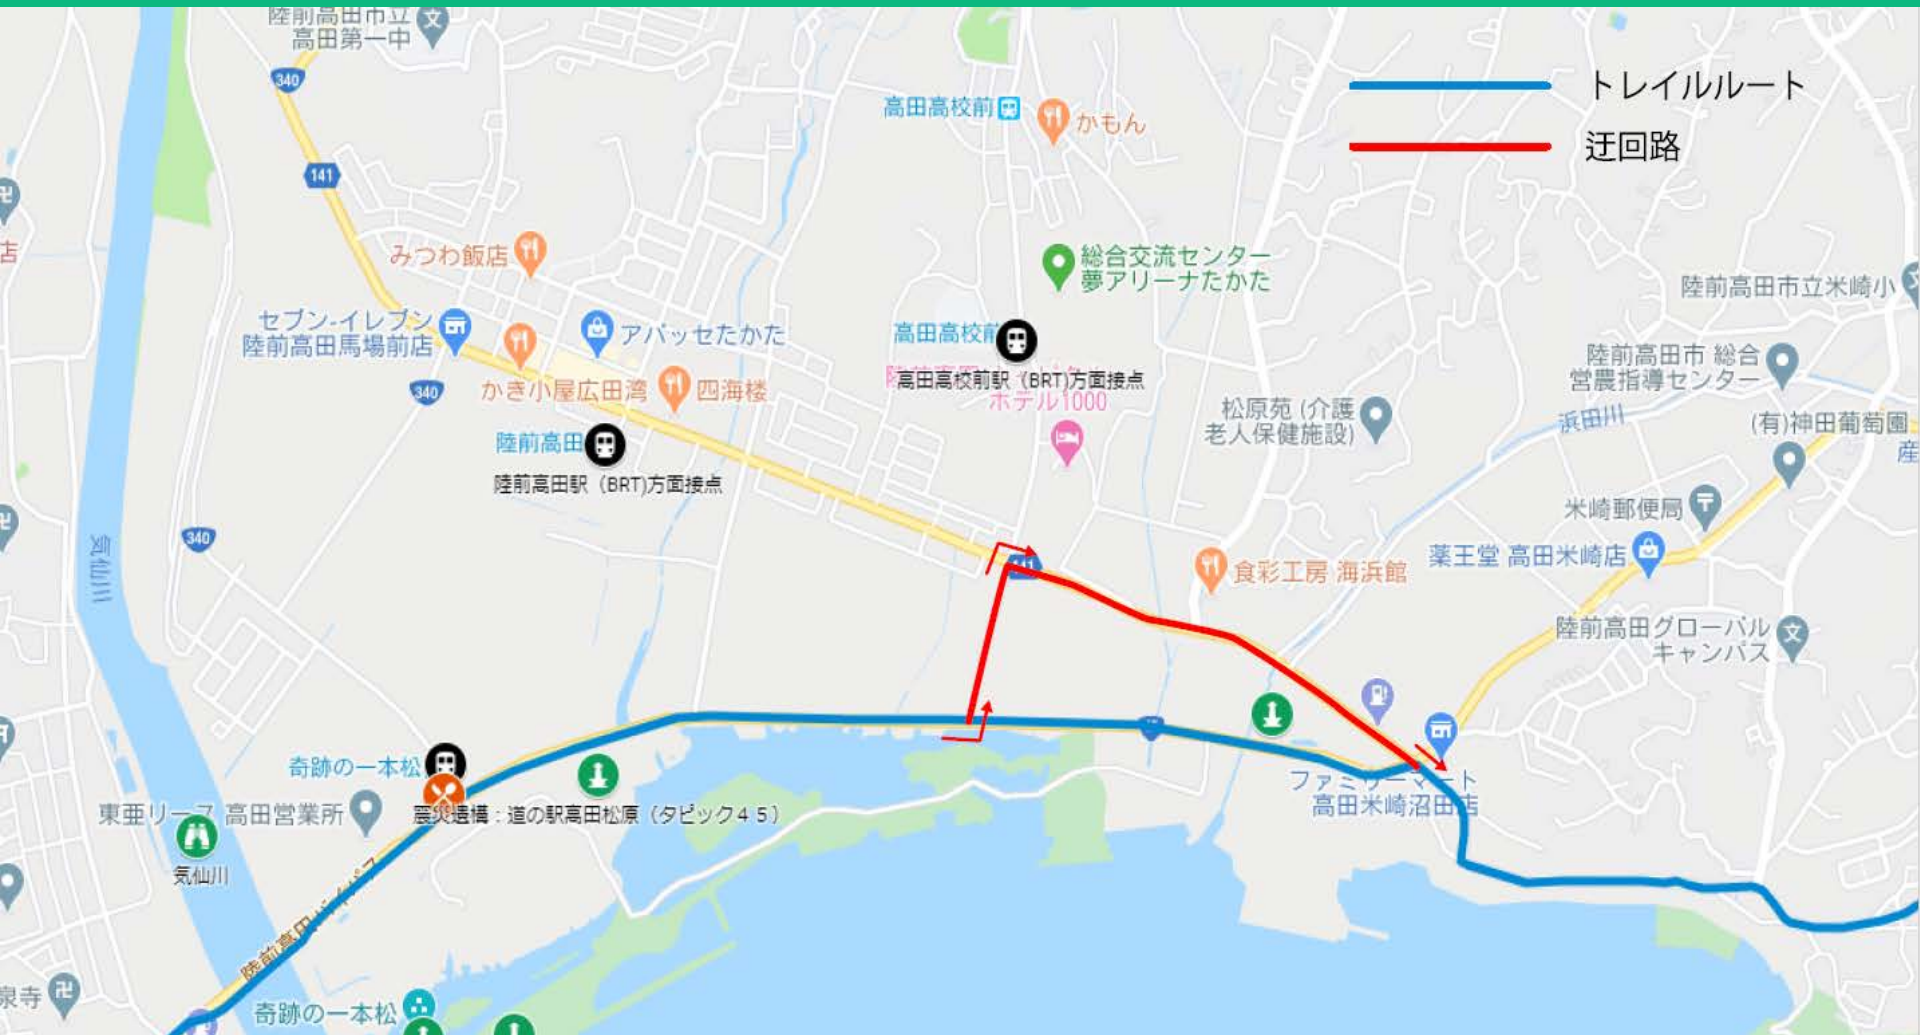 陸前高田市立
高田第一中
340
141
高田高校前
かもん
トレイルルート
迂回路
店
みつわ飯店
総合交流センター
夢アリーナたかた
陸前高田市立米崎小
セブン-イレブン
陸前高田馬場前店
アバッセたかた
高田高校前
高田高校前駅（BRT)方面接点
ホテル1000
陸前高田市 総合
営農指導センター
340
かき小屋広田湾
四海楼
松原苑 (介護
老人保健施設)
浜田川
(有)神田葡萄園
産
陸前高田
陸前高田駅（BRT)方面接点
米崎郵便局
340
気仙川
141
食彩工房 海浜館
薬王堂 高田米崎店
陸前高田グローバル
キャンパス
奇跡の一本松
ファミリーマート
高田米崎沼田店
東亜リース 高田営業所
震災遺構：道の駅高田松原（タピック４５）
気仙川
陸前高田バイパス
泉寺
奇跡の一本松